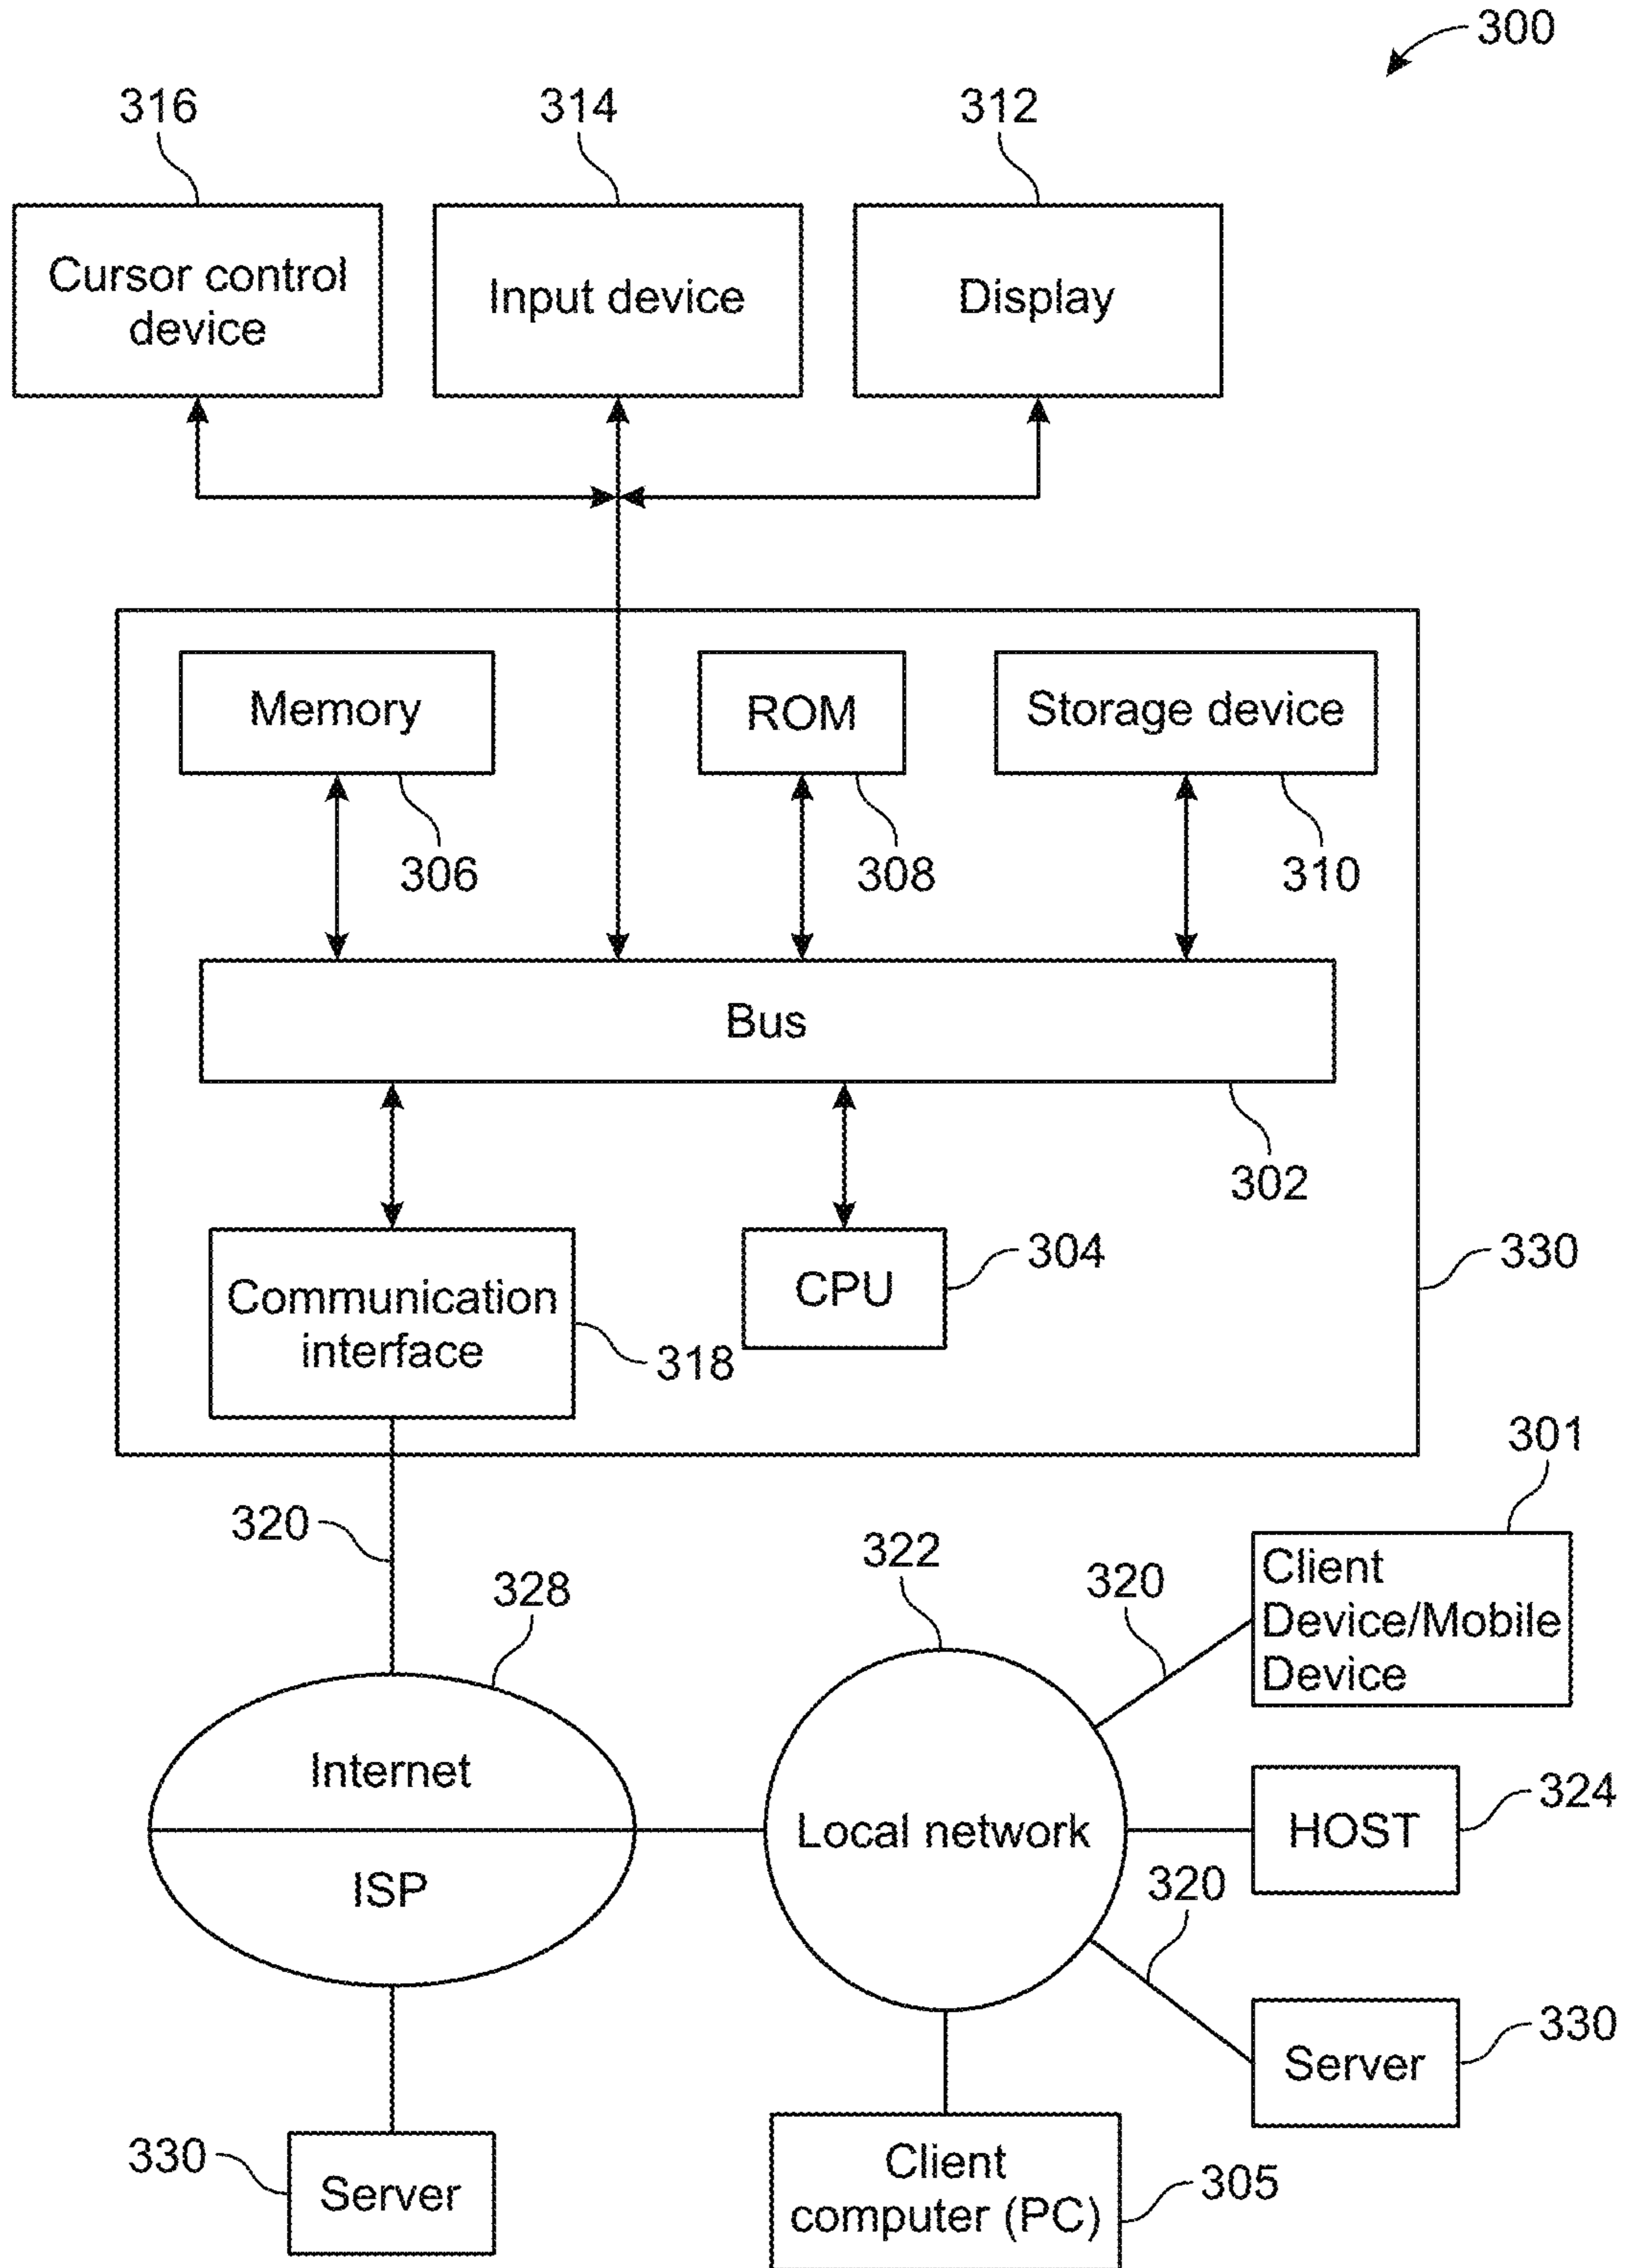 300
316
314
312
Cursor control
device
Input device
Display
Memory
ROM
Storage device
306
308
310
Bus
302
Communication
interface
318
CPU
304
330
320
328
322
320
301
Client
Device/Mobile
Device
Internet
ISP
Local network
HOST
324
320
Server
330
330
Server
Client
computer (PC)
305